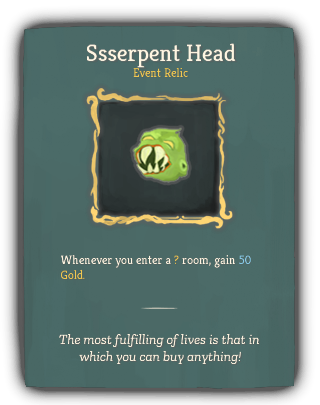 Ssserpent Head
Event Relic
Whenever you enter a ? room, gain 50
Gold.
The most fulfilling of lives is that in
which you can buy anything!